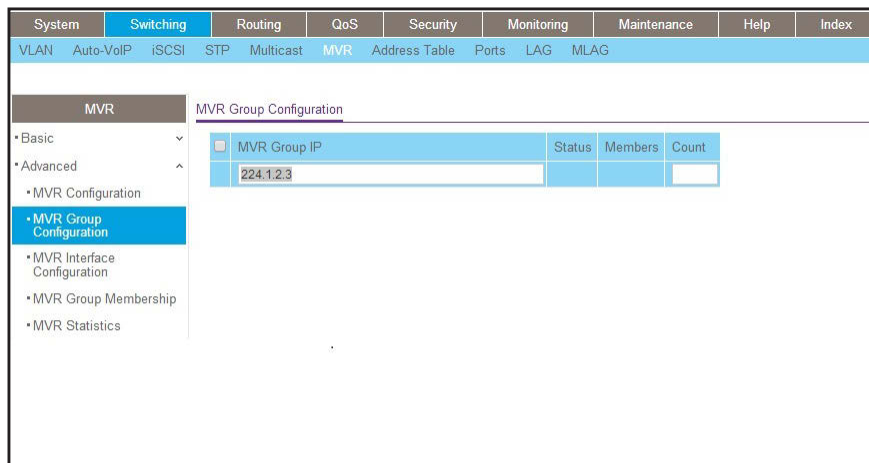 System Switching Routing QoS Security Monitoring Maintenance Help Index
VLAN Auto-VoIP iSCSI STP Multicast MVR Address Table Ports LAG MLAG
MVR
• Basic
• Advanced
• MVR Configuration
• MVR Group
Configuration
• MVR Interface
Configuration
• MVR Group Membership
• MVR Statistics
MVR Group Configuration
MVR Group IP Status Members Count
224.1.2.3